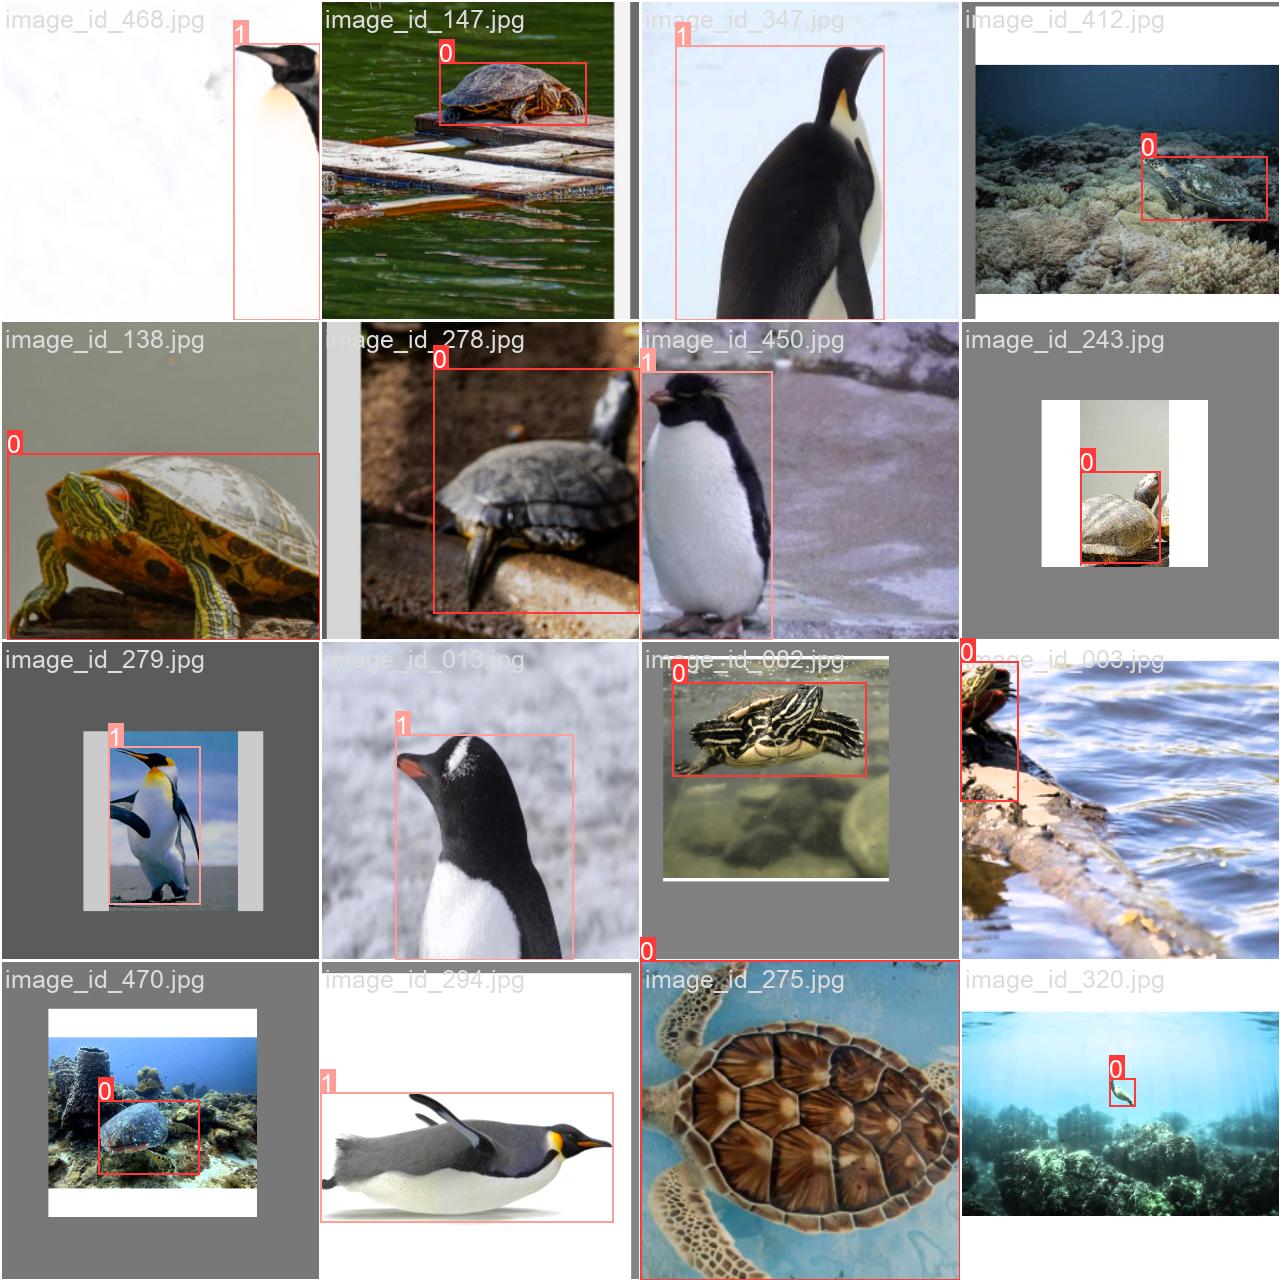 image_id_468.jpg
image_id_147.jpg
image_id_347.jpg
image_id_412.jpg
1
0
1
0
image_id_138.jpg
image_id_278.jpg
image_id_450.jpg
image_id_243.jpg
0
0
1
0
image_id_279.jpg
image_id_013.jpg
image_id_082.jpg
image_id_003.jpg
1
1
0
0
image_id_470.jpg
image_id_294.jpg
image_id_275.jpg
image_id_320.jpg
0
1
0
0